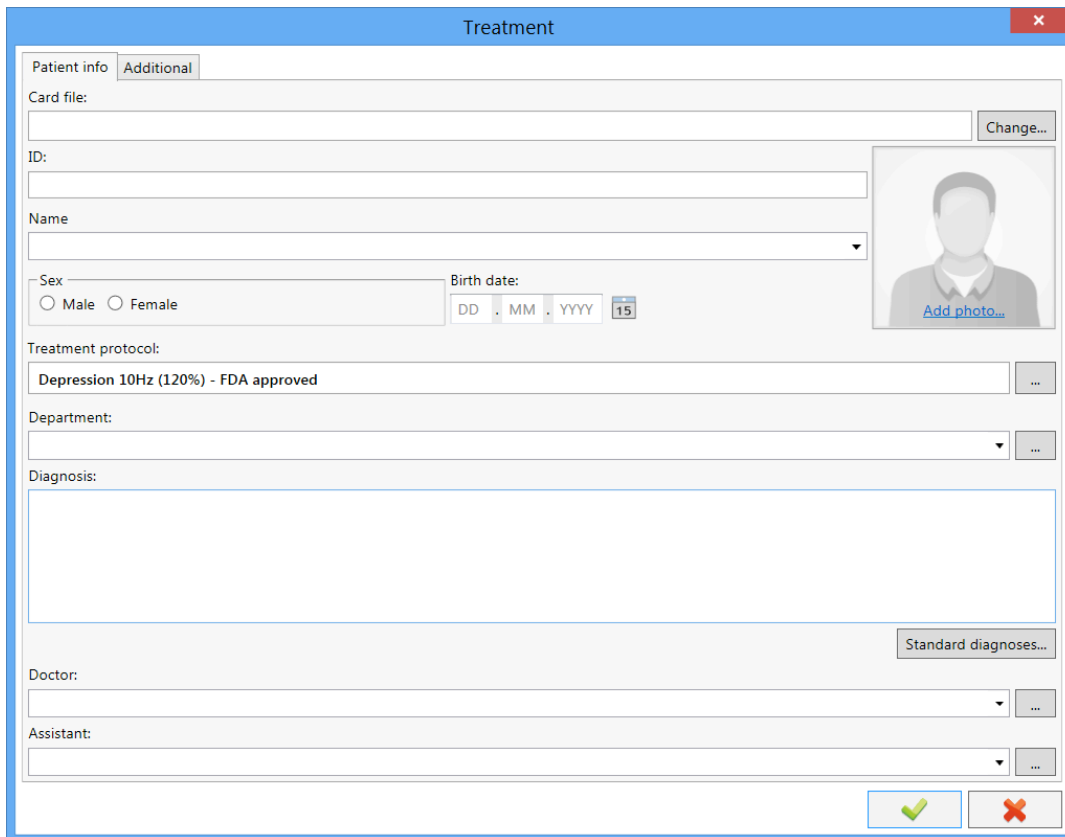 Treatment
Patient info Additional
Card file:
Change...
ID:
Name
Sex
Male Female
Birth date:
DD . MM . YYYY 15
Add photo...
Treatment protocol:
Depression 10Hz (120%) - FDA approved
...
Department:
...
Diagnosis:
Standard diagnoses...
Doctor:
...
Assistant:
...